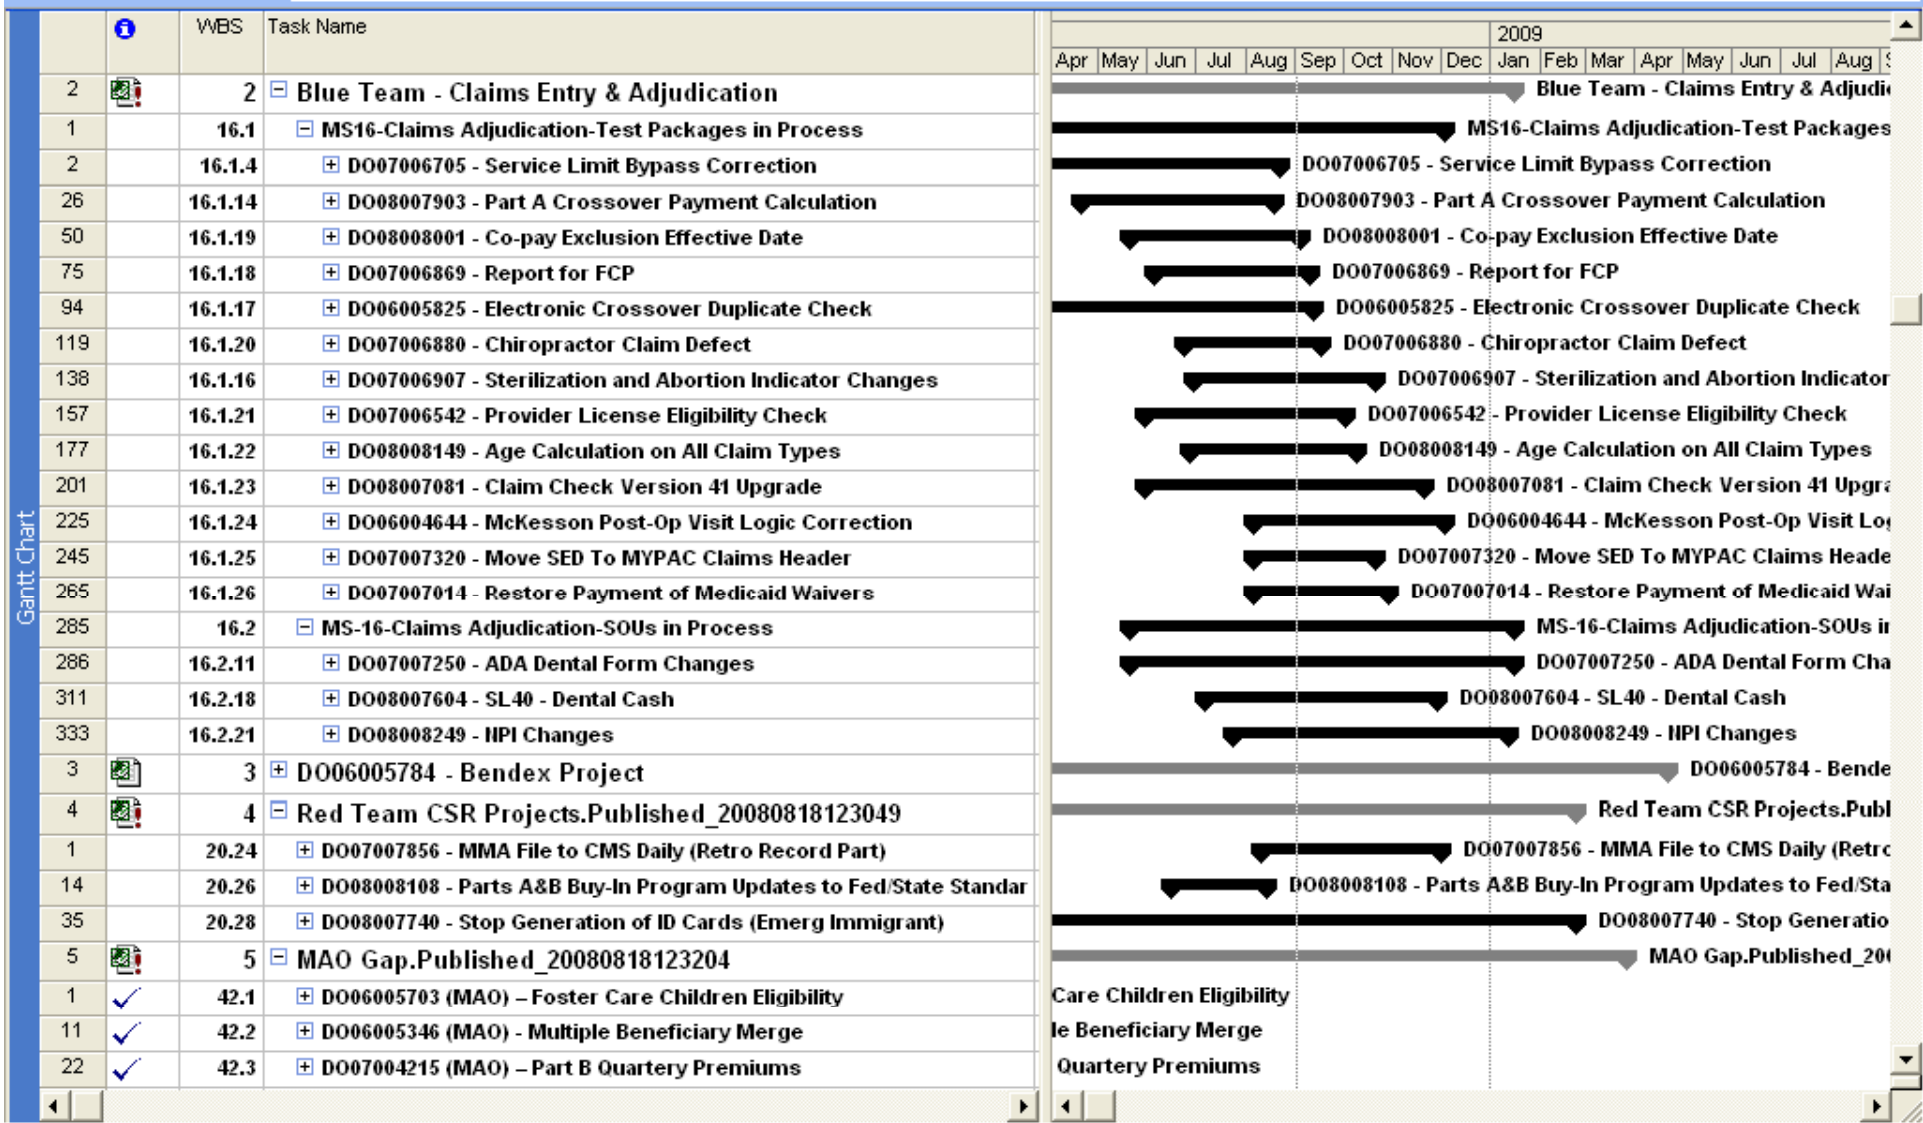 WBS Task Name
2009
Apr May Jun Jul Aug Sep Oct Nov Dec Jan Feb Mar Apr May Jun Jul Aug
2 2 Blue Team - Claims Entry & Adjudication Blue Team - Claims Entry & Adjudi
1 16.1 MS16-Claims Adjudication-Test Packages in Process MS16-Claims Adjudication-Test Packages
2 16.1.4 DO07006705 - Service Limit Bypass Correction DO07006705 - Service Limit Bypass Correction
26 16.1.14 DO08007903 - Part A Crossover Payment Calculation DO08007903 - Part A Crossover Payment Calculation
50 16.1.19 DO08008001 - Co-pay Exclusion Effective Date DO08008001 - Co-pay Exclusion Effective Date
75 16.1.18 DO07006869 - Report for FCP DO07006869 - Report for FCP
94 16.1.17 DO06005825 - Electronic Crossover Duplicate Check DO06005825 - Electronic Crossover Duplicate Check
119 16.1.20 DO07006880 - Chiropractor Claim Defect DO07006880 - Chiropractor Claim Defect
138 16.1.16 DO07006907 - Sterilization and Abortion Indicator Changes DO07006907 - Sterilization and Abortion Indicator
157 16.1.21 DO07006542 - Provider License Eligibility Check DO07006542 - Provider License Eligibility Check
177 16.1.22 DO08008149 - Age Calculation on All Claim Types DO08008149 - Age Calculation on All Claim Types
201 16.1.23 DO08007081 - Claim Check Version 41 Upgrade DO08007081 - Claim Check Version 41 Upgra
225 16.1.24 DO06004644 - McKesson Post-Op Visit Logic Correction DO06004644 - McKesson Post-Op Visit Log
245 16.1.25 DO07007320 - Move SED To MYPAC Claims Header DO07007320 - Move SED To MYPAC Claims Heade
265 16.1.26 DO07007014 - Restore Payment of Medicaid Waivers DO07007014 - Restore Payment of Medicaid Wai
285 16.2 MS-16-Claims Adjudication-SOUs in Process MS-16-Claims Adjudication-SOUs i
286 16.2.11 DO07007250 - ADA Dental Form Changes DO07007250 - ADA Dental Form Cha
311 16.2.18 DO08007604 - SL40 - Dental Cash DO08007604 - SL40 - Dental Cash
333 16.2.21 DO08008249 - NPI Changes DO08008249 - NPI Changes
3 3 DO06005784 - Bendex Project DO06005784 - Bende
4 4 Red Team CSR Projects.Published_20080818123049 Red Team CSR Projects.Publ
1 20.24 DO07007856 - MMA File to CMS Daily (Retro Record Part) DO07007856 - MMA File to CMS Daily (Retro
14 20.26 DO08008108 - Parts A&B Buy-In Program Updates to Fed/State Standar DO08008108 - Parts A&B Buy-In Program Updates to Fed/Sta
35 20.28 DO08007740 - Stop Generation of ID Cards (Emerg Immigrant) DO08007740 - Stop Generatio
5 5 MAO Gap.Published_20080818123204 MAO Gap.Published_200
1 42.1 DO06005703 (MAO) – Foster Care Children Eligibility Care Children Eligibility
11 42.2 DO06005346 (MAO) - Multiple Beneficiary Merge le Beneficiary Merge
22 42.3 DO07004215 (MAO) – Part B Quartery Premiums Quartery Premiums
Gantt Chart